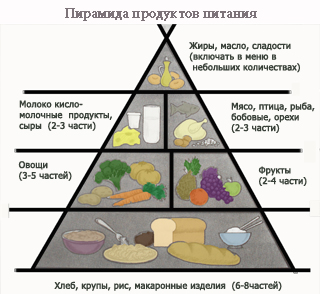 Пирамида продуктов питания
Жиры, масло, сладости
(включать в меню в
небольших количествах)
Молоко кисло-
молочные продукты,
сыры (2-3 части)
Мясо, птица, рыба,
бобовые, орехи
(2-3 части)
Овощи
(3-5 частей)
Фрукты
(2-4 части)
Хлеб, крупы, рис, макаронные изделия (6-8частей)